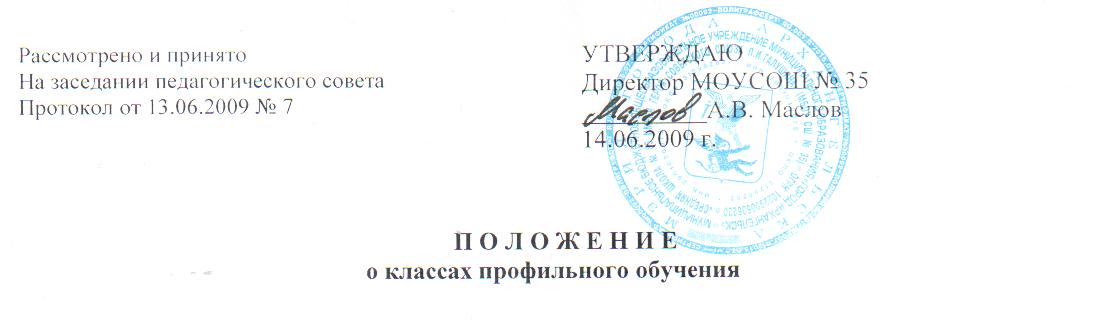 Рассмотрено и принято
На заседании педагогического совета
Протокол от 13.06.2009 № 7
УТВЕРЖДАЮ
Директор МОУСОШ № 35
Маслов А.В. Маслов
14.06.2009 г.
П О Л О Ж Е Н И Е
о классах профильного обучения